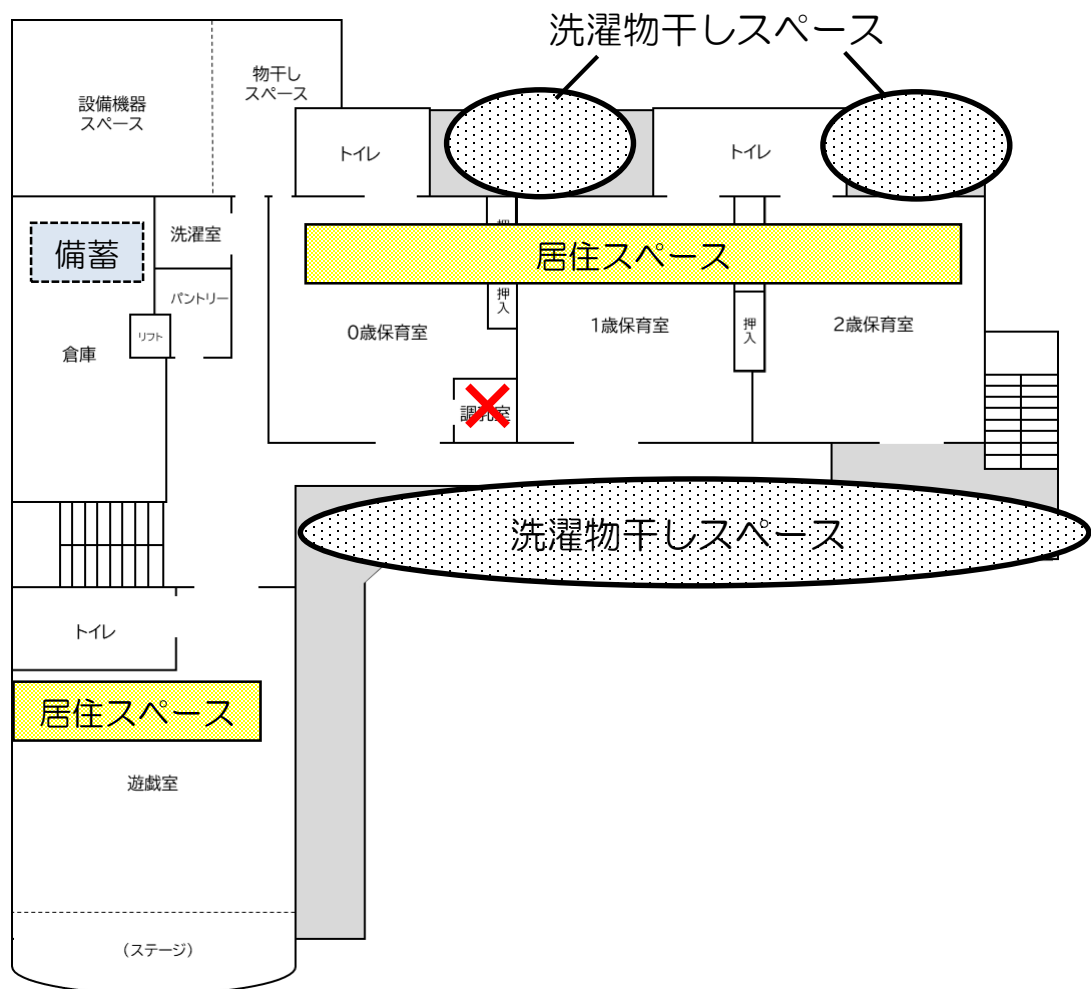 洗濯物干しスペース
物干し
スペース
設備機器
スペース
トイレ
トイレ
洗濯室
備蓄
居住スペース
パントリー
押
入
リフト
0歳保育室
1歳保育室
押
入
2歳保育室
倉庫
洗濯物干しスペース
トイレ
居住スペース
遊戯室
(ステージ)